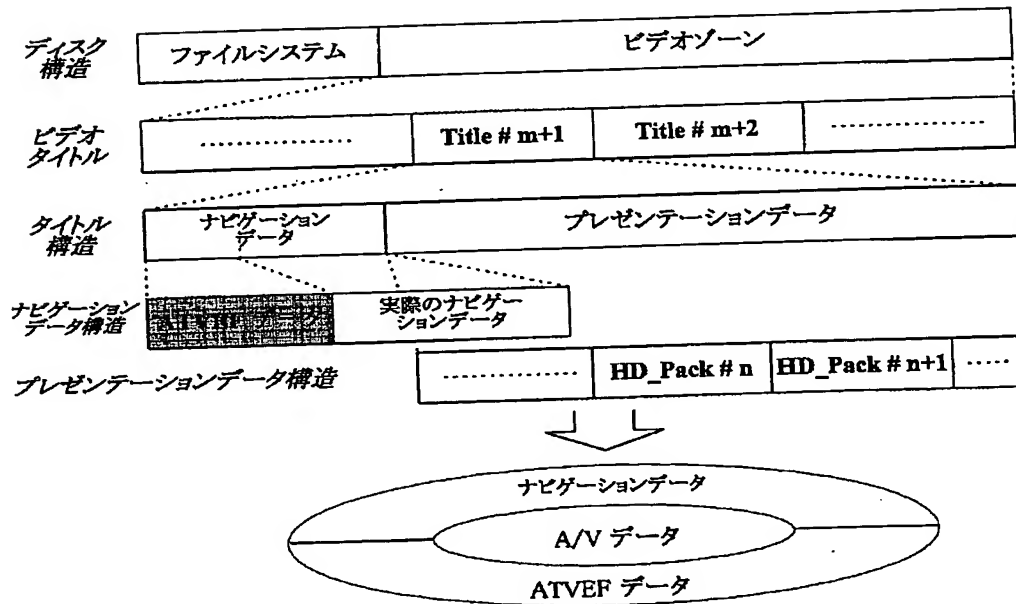 ディスク
構造
ファイルシステム
ビデオゾーン
ビデオ
タイトル
Title # m+1
Title # m+2
タイトル
構造
ナビゲーション
データ
プレゼンテーションデータ
ナビゲーション
データ構造
実際のナビゲー
ションデータ
プレゼンテーションデータ構造
HD_Pack # n
HD_Pack # n+1
ナビゲーションデータ
A/V データ
ATVEF データ